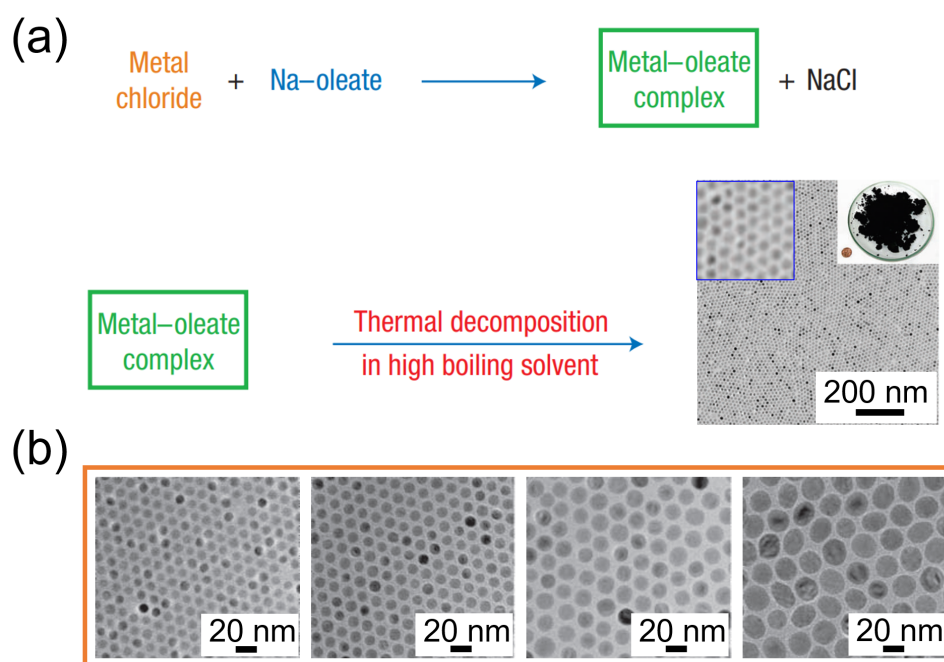 (a)
Metal
chloride
+
Na–oleate
Metal–oleate
complex
+ NaCl
Metal–oleate
complex
Thermal decomposition
in high boiling solvent
200 nm
(b)
20 nm
20 nm
20 nm
20 nm